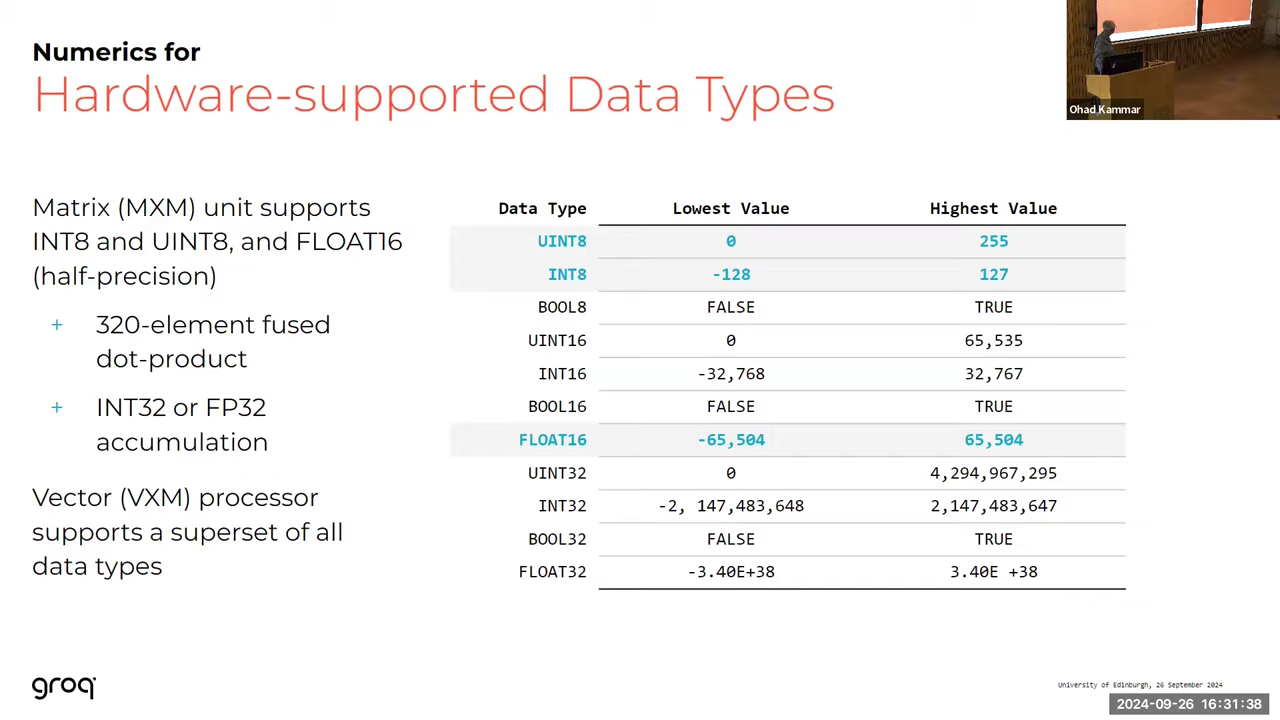 Numerics for
Hardware-supported Data Types
Ohad Kammar
Matrix (MXM) unit supports
INT8 and UINT8, and FLOAT16
(half-precision)
+ 320-element fused
dot-product
+ INT32 or FP32
accumulation
Vector (VXM) processor
supports a superset of all
data types
Data Type Lowest Value Highest Value
UINT8 0 255
INT8 -128 127
BOOL8 FALSE TRUE
UINT16 0 65,535
INT16 -32,768 32,767
BOOL16 FALSE TRUE
FLOAT16 -65,504 65,504
UINT32 0 4,294,967,295
INT32 -2, 147,483,648 2,147,483,647
BOOL32 FALSE TRUE
FLOAT32 -3.40E+38 3.40E +38
groq
University of Edinburgh, 26 September 2024
2024-09-26 16:31:38